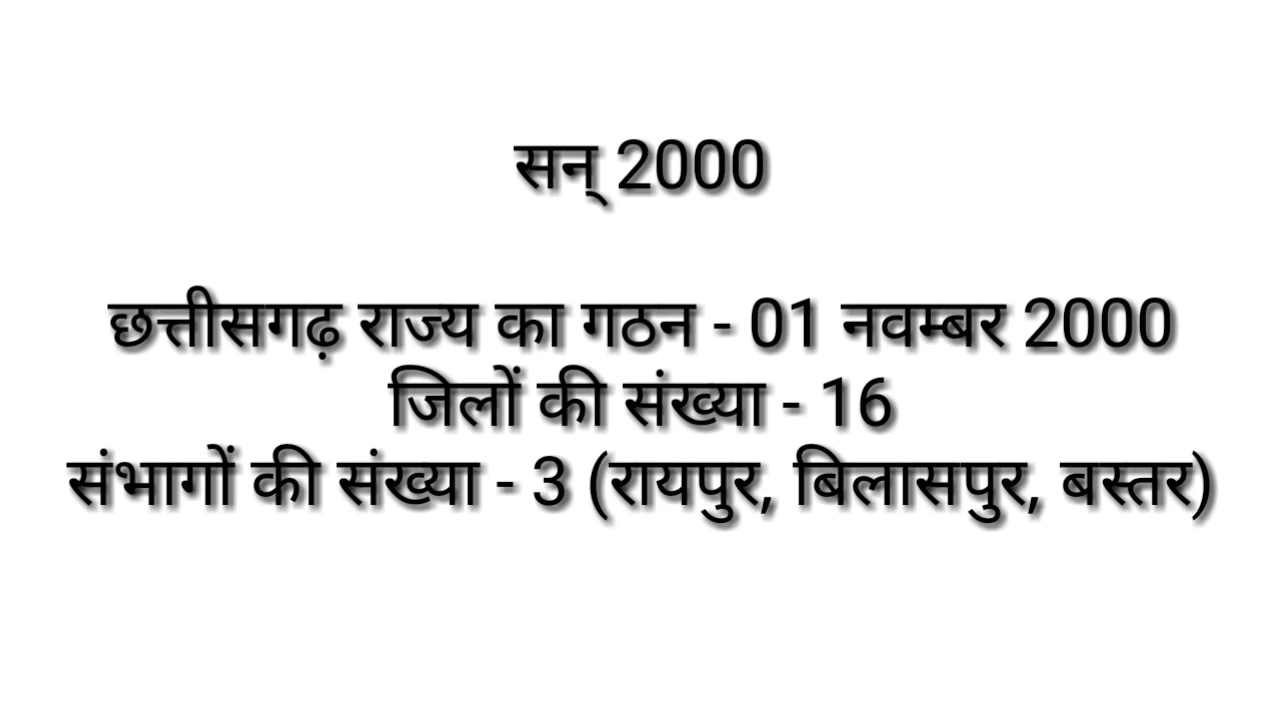 सन् 2000
छत्तीसगढ़ राज्य का गठन - 01 नवम्बर 2000
जिलों की संख्या - 16
संभागों की संख्या - 3 (रायपुर, बिलासपुर, बस्तर)